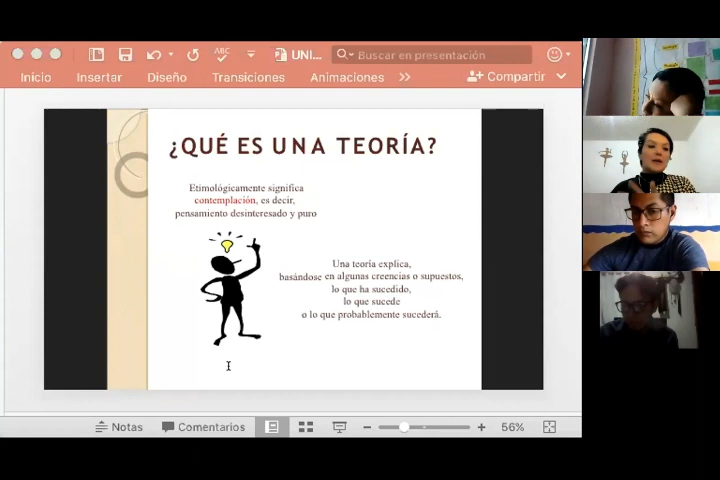 ABC
UNI...
Buscar en presentación
Inicio
Insertar
Diseño
Transiciones
Animaciones
Compartir
¿QUÉ ES UNA TEORÍA?
Etimológicamente significa
contemplación, es decir,
pensamiento desinteresado y puro
Una teoría explica,
basándose en algunas creencias o supuestos,
lo que ha sucedido,
lo que sucede
o lo que probablemente sucederá.
Notas
Comentarios
56%